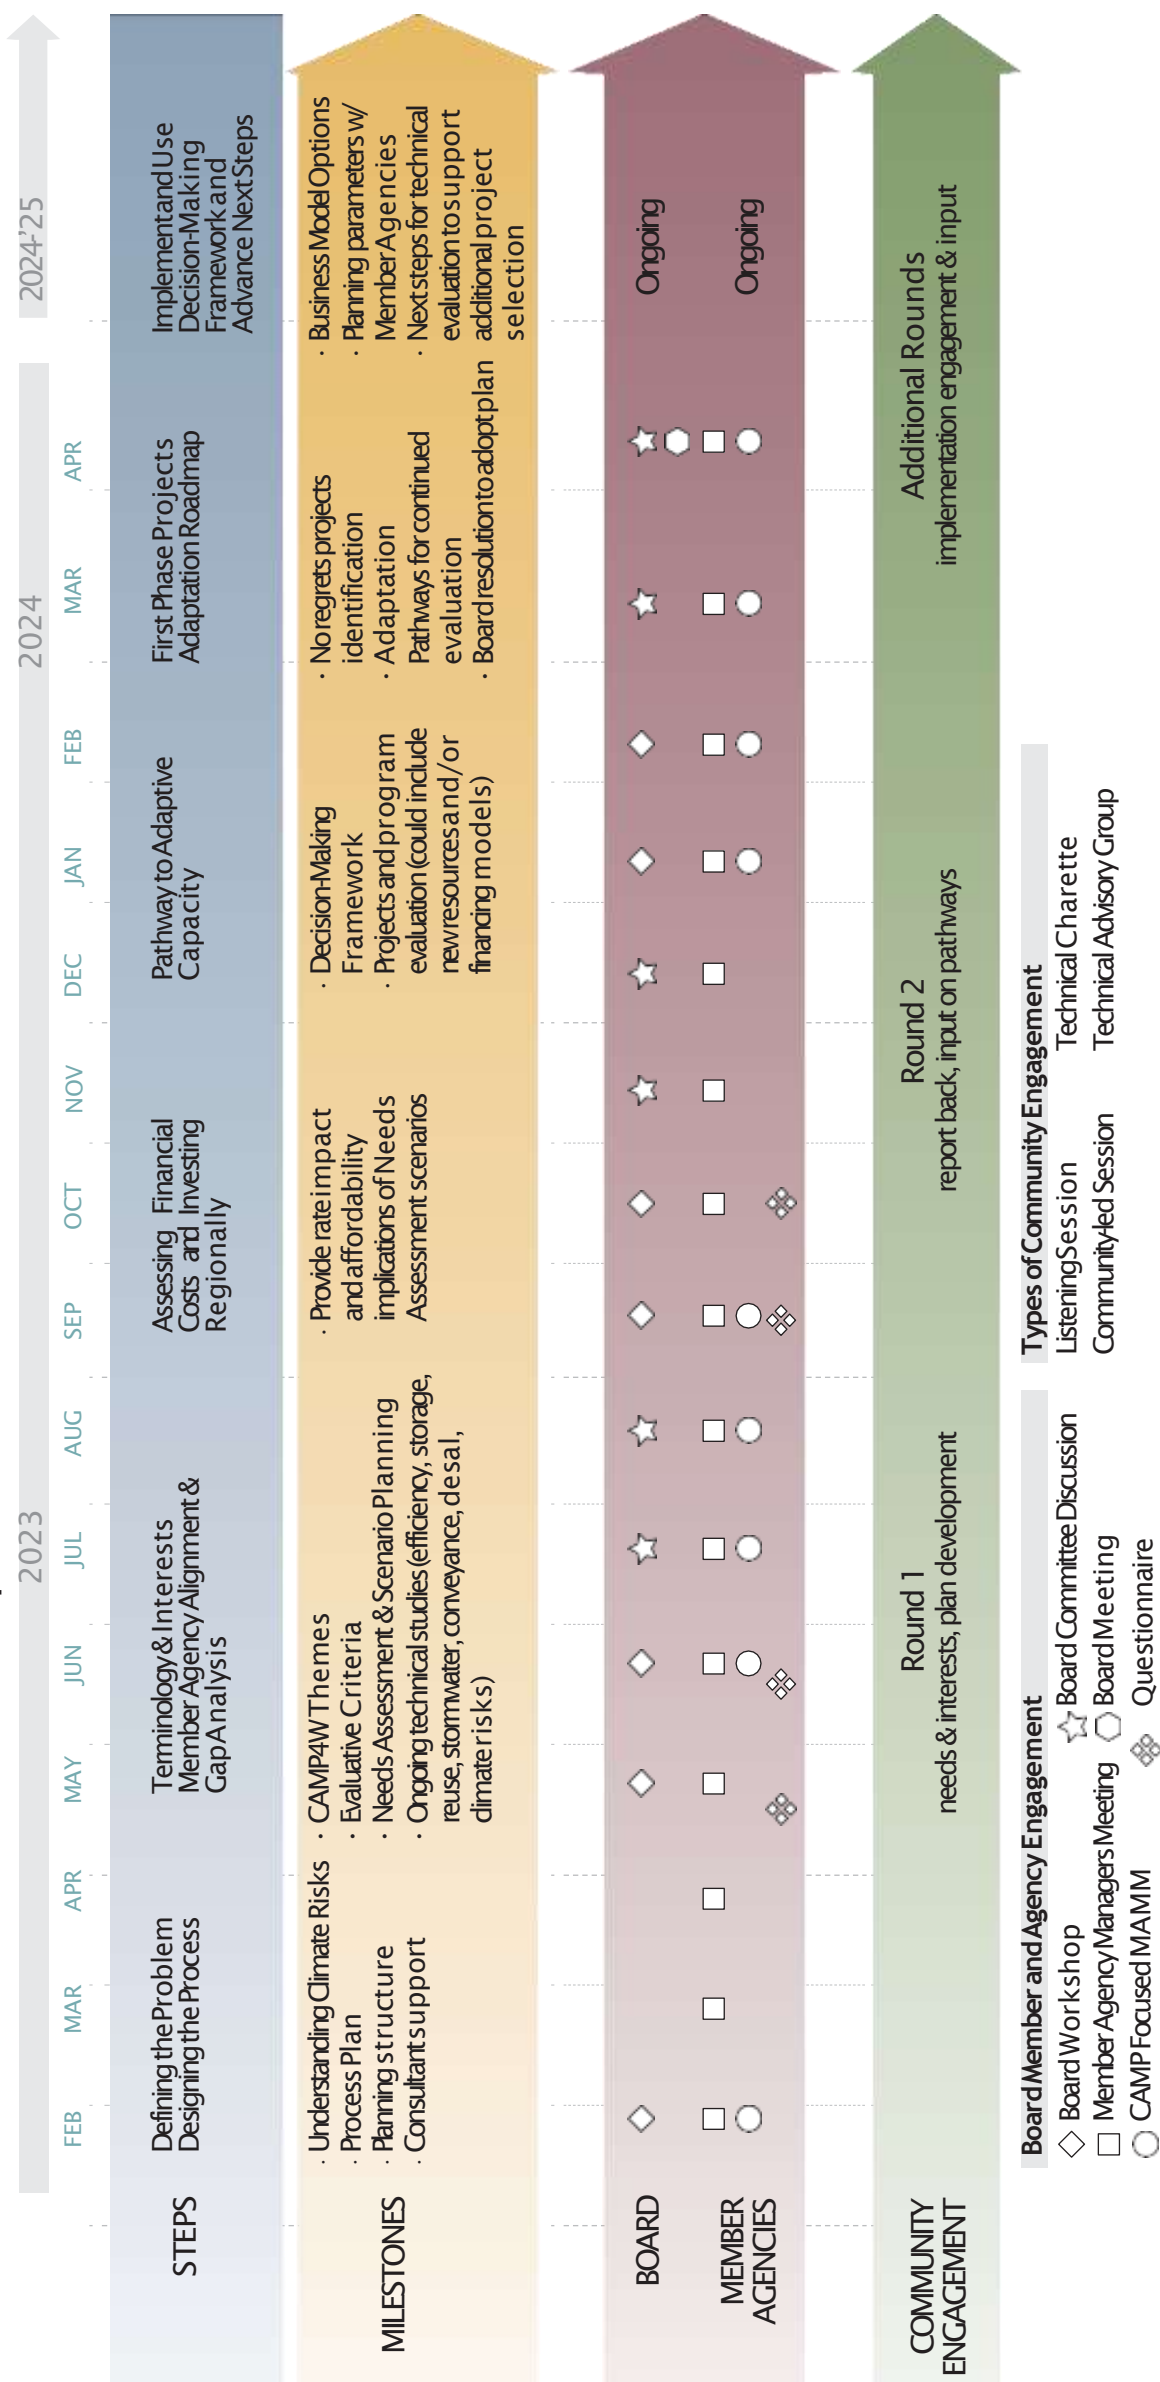 2023
2024
2024-'25
FEB
MAR
APR
MAY
JUN
JUL
AUG
SEP
OCT
NOV
DEC
JAN
FEB
MAR
APR
STEPS
Defining the Problem
Designing the Process
Terminology & Interests
Member Agency Alignment &
Gap Analysis
Assessing Financial
Costs and Investing
Regionally
Pathway to Adaptive
Capacity
First Phase Projects
Adaptation Roadmap
Implement and Use
Decision-Making
Framework and
Advance Next Steps
MILESTONES
· Understanding Climate Risks
· Process Plan
· Planning structure
· Consultant support
· CAMP4W Themes
· Evaluative Criteria
· Needs Assessment & Scenario Planning
· Ongoing technical studies (efficiency, storage,
reuse, stormwater, conveyance, desal,
climate risks)
· Provide rate impact
and affordability
implications of Needs
Assessment scenarios
· Decision-Making
Framework
· Projects and program
evaluation (could include
new resources and/or
financing models)
· No regrets projects
identification
· Adaptation
Pathways for continued
evaluation
· Board resolution to adopt plan
· Business Model Options
· Planning parameters w/
Member Agencies
· Next steps for technical
evaluation to support
additional project
selection
BOARD
Ongoing
MEMBER
AGENCIES
Ongoing
COMMUNITY
ENGAGEMENT
Round 1
needs & interests, plan development
Round 2
report back, input on pathways
Additional Rounds
implementation engagement & input
Board Member and Agency Engagement
Board Workshop
Member Agency Managers Meeting
CAMP Focused MAMM
Board Committee Discussion
Board Meeting
Questionnaire
Types of Community Engagement
Listening Session
Community-led Session
Technical Charette
Technical Advisory Group